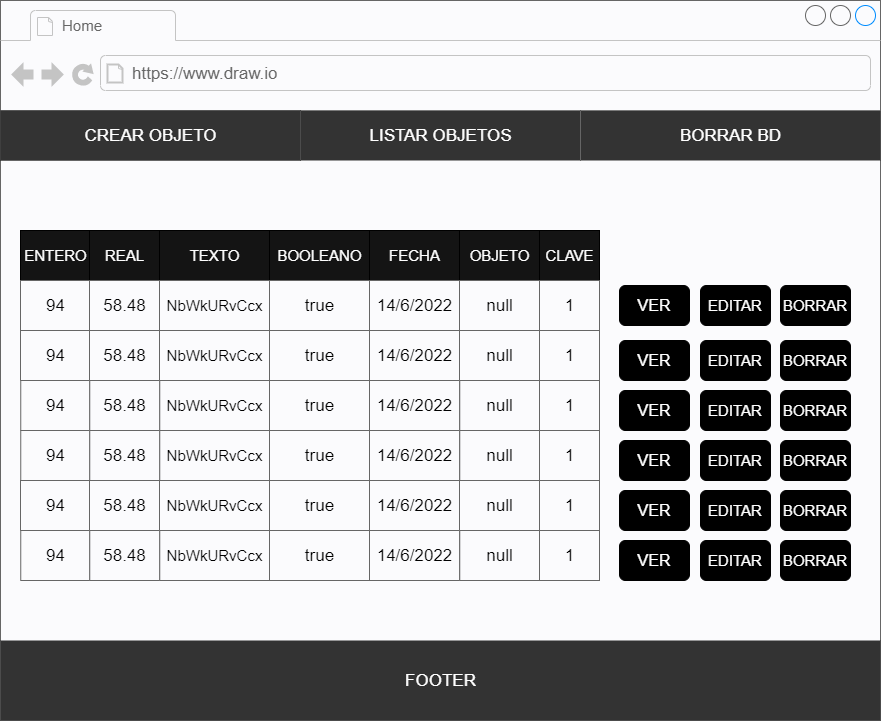 Home
https://www.draw.io
CREAR OBJETO LISTAR OBJETOS BORRAR BD
ENTERO REAL TEXTO BOOLEANO FECHA OBJETO CLAVE
94 58.48 NbWkURvCcx true 14/6/2022 null 1 VER EDITAR BORRAR
94 58.48 NbWkURvCcx true 14/6/2022 null 1 VER EDITAR BORRAR
94 58.48 NbWkURvCcx true 14/6/2022 null 1 VER EDITAR BORRAR
94 58.48 NbWkURvCcx true 14/6/2022 null 1 VER EDITAR BORRAR
94 58.48 NbWkURvCcx true 14/6/2022 null 1 VER EDITAR BORRAR
94 58.48 NbWkURvCcx true 14/6/2022 null 1 VER EDITAR BORRAR
FOOTER